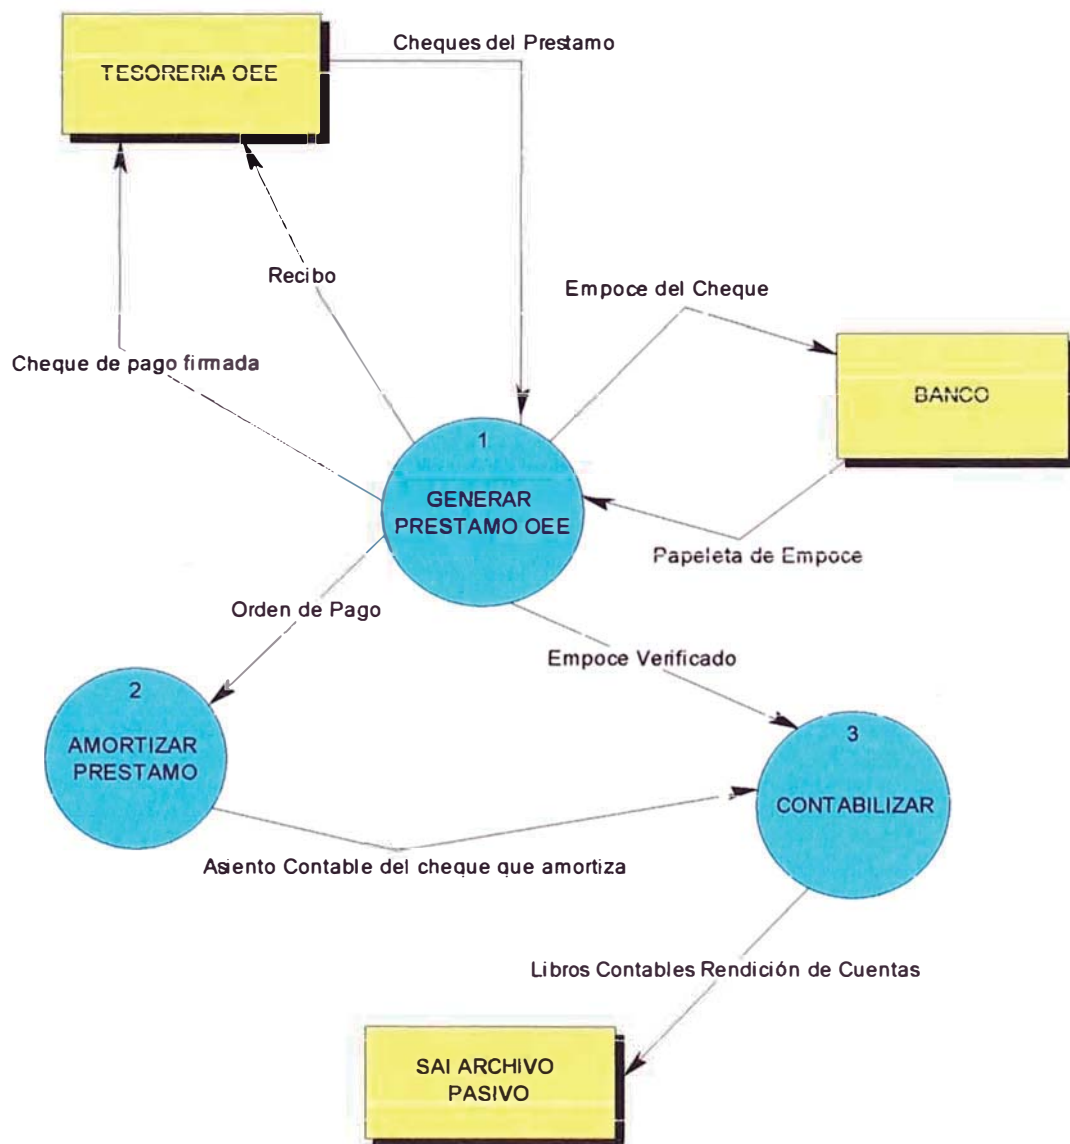 Cheques del Prestamo
TESORERIA OEE
Recibo
Empoce del Cheque
Cheque de pago firmada
BANCO
1
GENERAR
PRESTAMO OEE
Papeleta de Empoce
Orden de Pago
Empoce Verificado
2
AMORTIZAR
PRESTAMO
3
CONTABILIZAR
Asiento Contable del cheque que amortiza
Libros Contables Rendición de Cuentas
SAI ARCHIVO
PASIVO